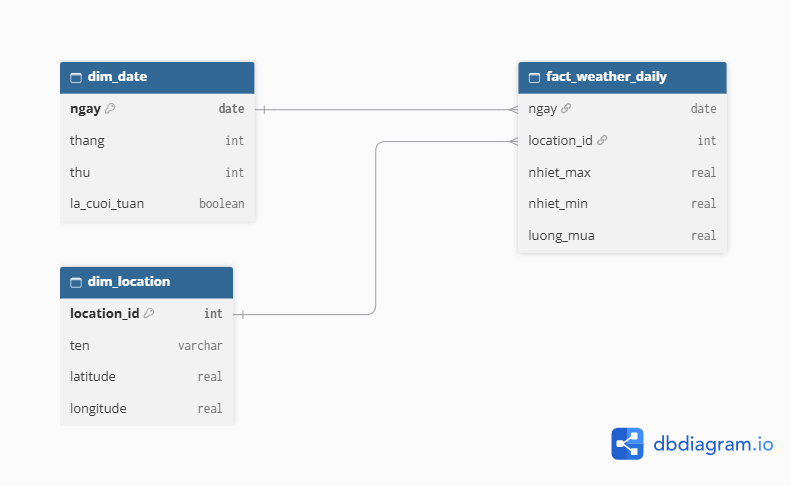 dim_date
ngay date
thang int
thu int
la_cuoi_tuan boolean
fact_weather_daily
ngay date
location_id int
nhiet_max real
nhiet_min real
luong_mua real
dim_location
location_id int
ten varchar
latitude real
longitude real
dbdiagram.io